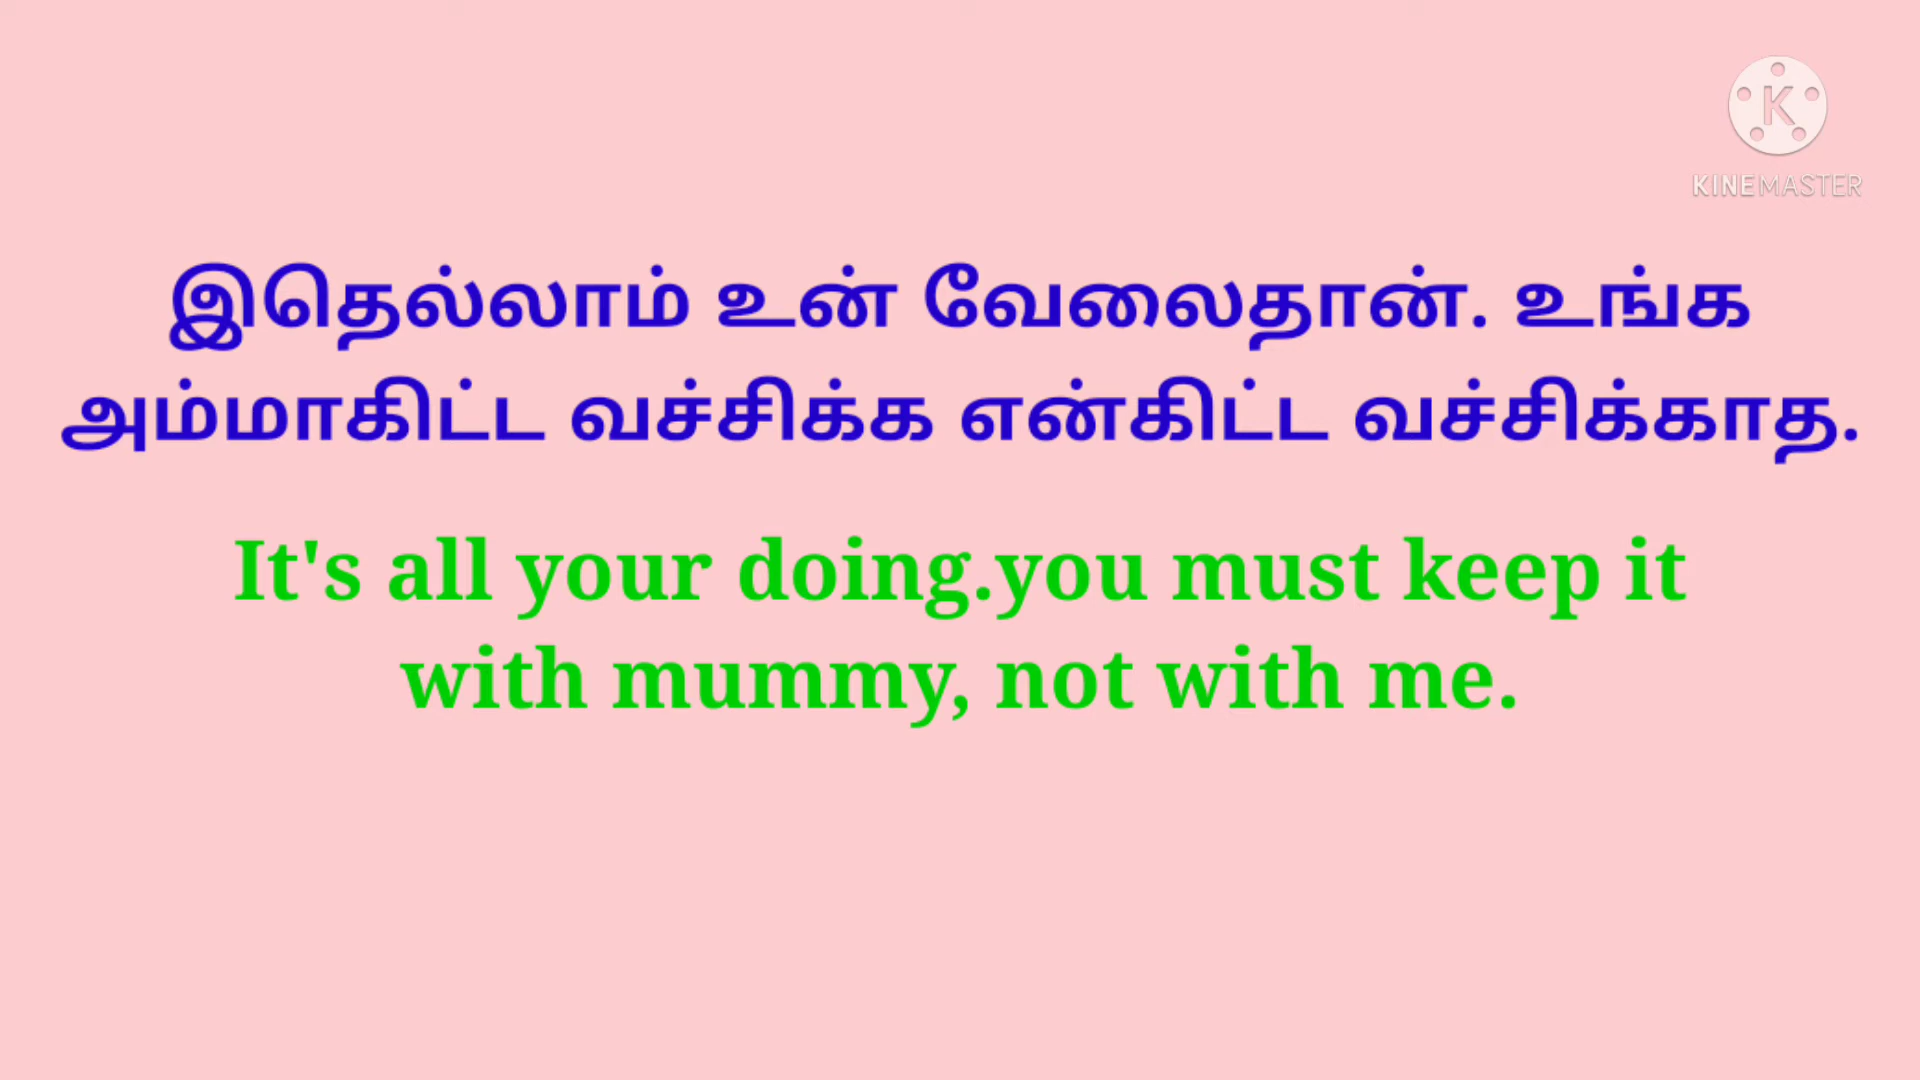 K
KINEMASTER
இதெல்லாம் உன் வேலைதான். உங்க
அம்மாகிட்ட வச்சிக்க என்கிட்ட வச்சிக்காத.
It's all your doing.you must keep it
with mummy, not with me.